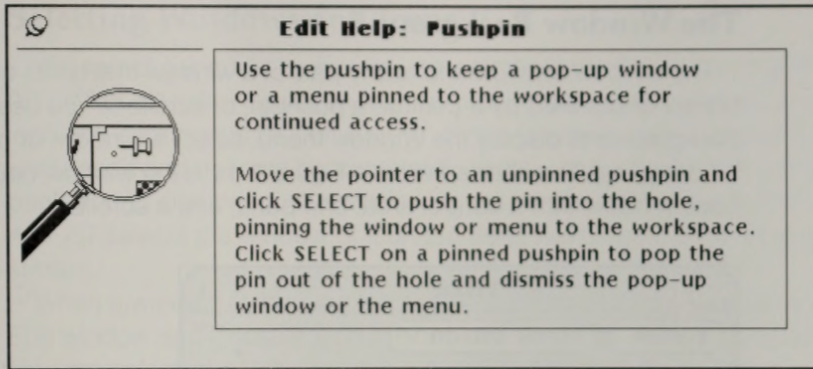 Edit Help: Pushpin
Use the pushpin to keep a pop-up window
or a menu pinned to the workspace for
continued access.
Move the pointer to an unpinned pushpin and
click SELECT to push the pin into the hole,
pinning the window or menu to the workspace.
Click SELECT on a pinned pushpin to pop the
pin out of the hole and dismiss the pop-up
window or the menu.